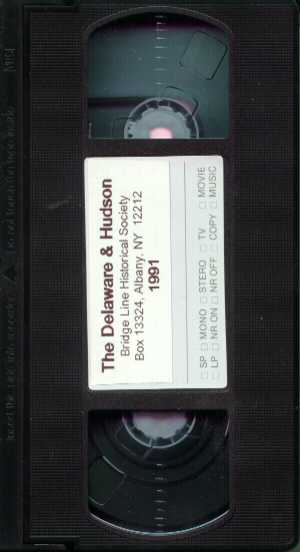 The Delaware & Hudson
Bridge Line Historical Society
Box 13324, Albany, NY 12212
1991
□ SP □ MONO □ STERO □ TV □ MOVIE
□ LP □ NR ON □ NR OFF □ COPY □ MUSIC